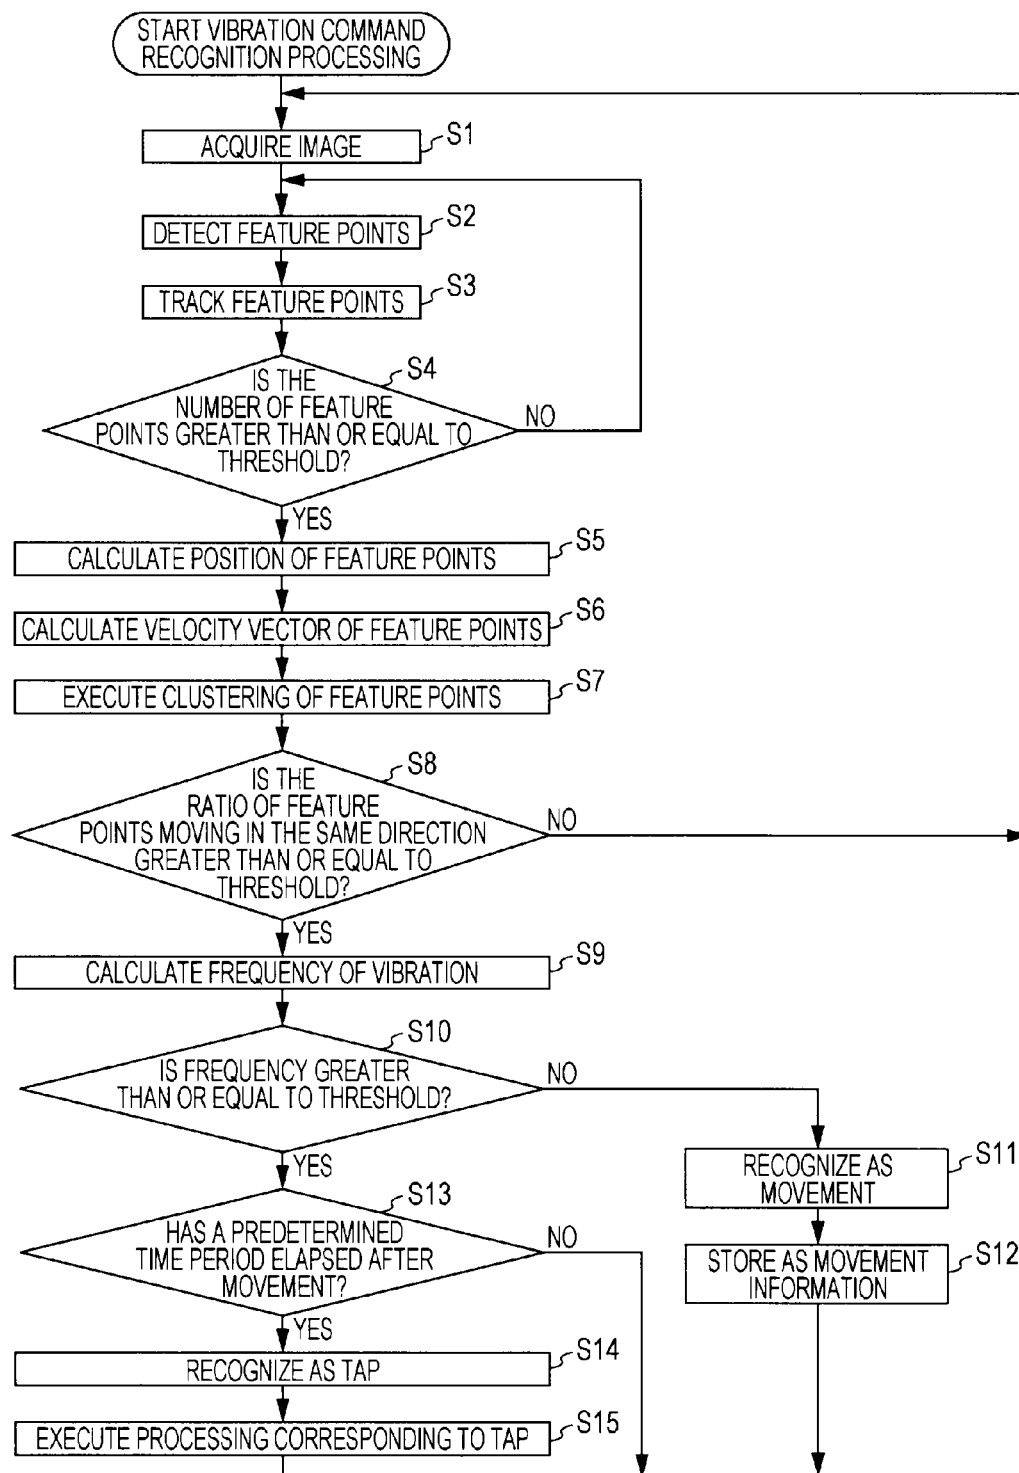 START VIBRATION COMMAND
RECOGNITION PROCESSING
ACQUIRE IMAGE
S1
DETECT FEATURE POINTS
S2
TRACK FEATURE POINTS
S3
S4
IS THE
NUMBER OF FEATURE
POINTS GREATER THAN OR EQUAL TO
THRESHOLD?
NO
YES
CALCULATE POSITION OF FEATURE POINTS
S5
CALCULATE VELOCITY VECTOR OF FEATURE POINTS
S6
EXECUTE CLUSTERING OF FEATURE POINTS
S7
S8
IS THE
RATIO OF FEATURE
POINTS MOVING IN THE SAME DIRECTION
GREATER THAN OR EQUAL TO
THRESHOLD?
NO
YES
CALCULATE FREQUENCY OF VIBRATION
S9
S10
IS FREQUENCY GREATER
THAN OR EQUAL TO THRESHOLD?
NO
YES
RECOGNIZE AS
MOVEMENT
S11
STORE AS MOVEMENT
INFORMATION
S12
S13
HAS A PREDETERMINED
TIME PERIOD ELAPSED AFTER
MOVEMENT?
NO
YES
RECOGNIZE AS TAP
S14
EXECUTE PROCESSING CORRESPONDING TO TAP
S15